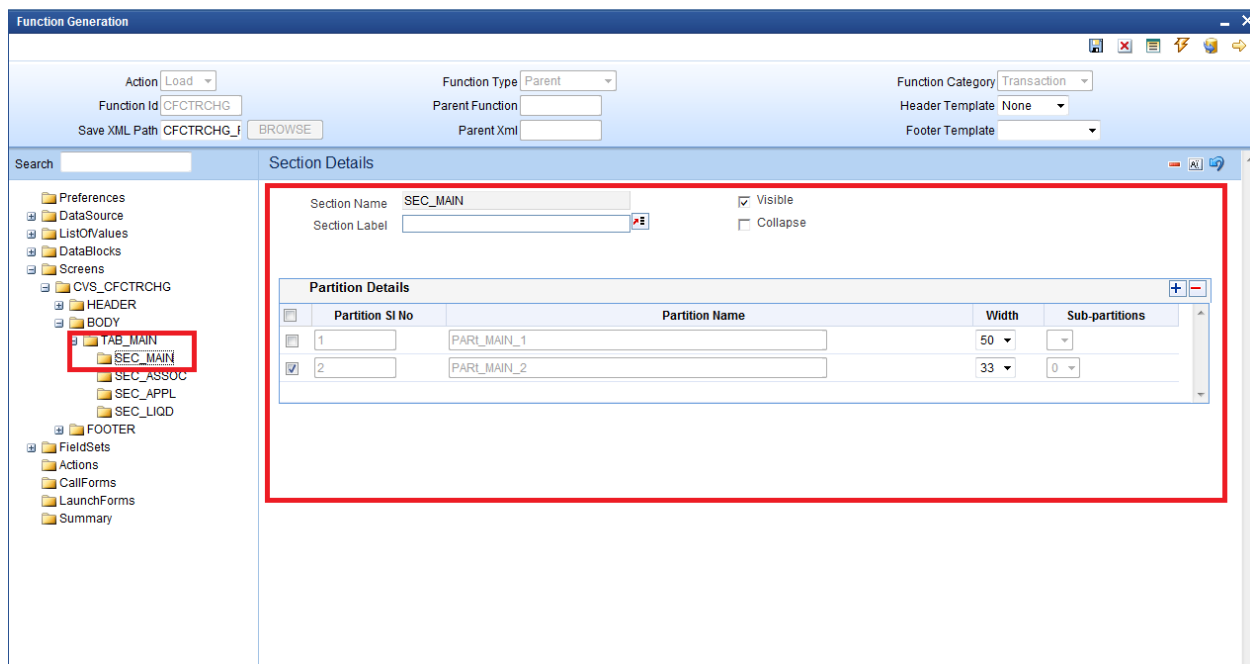 Function Generation
Action Load Function Type Parent Function Category Transaction
Function Id CFCTRCHG Parent Function Header Template None
Save XML Path CFCTRCHG_ BROWSE Parent Xml Footer Template
Search Section Details
Preferences
DataSource
ListOfValues
DataBlocks
Screens
CVS_CFCTRCHG
HEADER
BODY
TAB_MAIN
SEC_MAIN
SEC_ASSOC
SEC_APPL
SEC_LIQD
FOOTER
FieldSets
Actions
CallForms
LaunchForms
Summary
Section Name SEC_MAIN Visible
Section Label Collapse
Partition Details
Partition Sl No Partition Name Width Sub-partitions
1 PARt_MAIN_1 50
2 PARt_MAIN_2 33 0